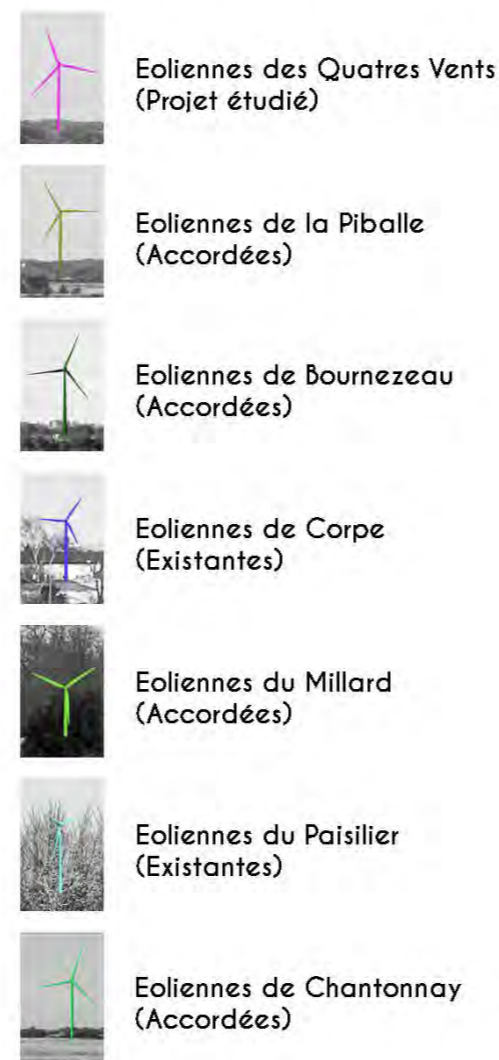 Eoliennes des Quatres Vents
(Projet étudié)
Eoliennes de la Piballe
(Accordées)
Eoliennes de Bournezeau
(Accordées)
Eoliennes de Corpe
(Existantes)
Eoliennes du Millard
(Accordées)
Eoliennes du Paisilier
(Existantes)
Eoliennes de Chantonnay
(Accordées)